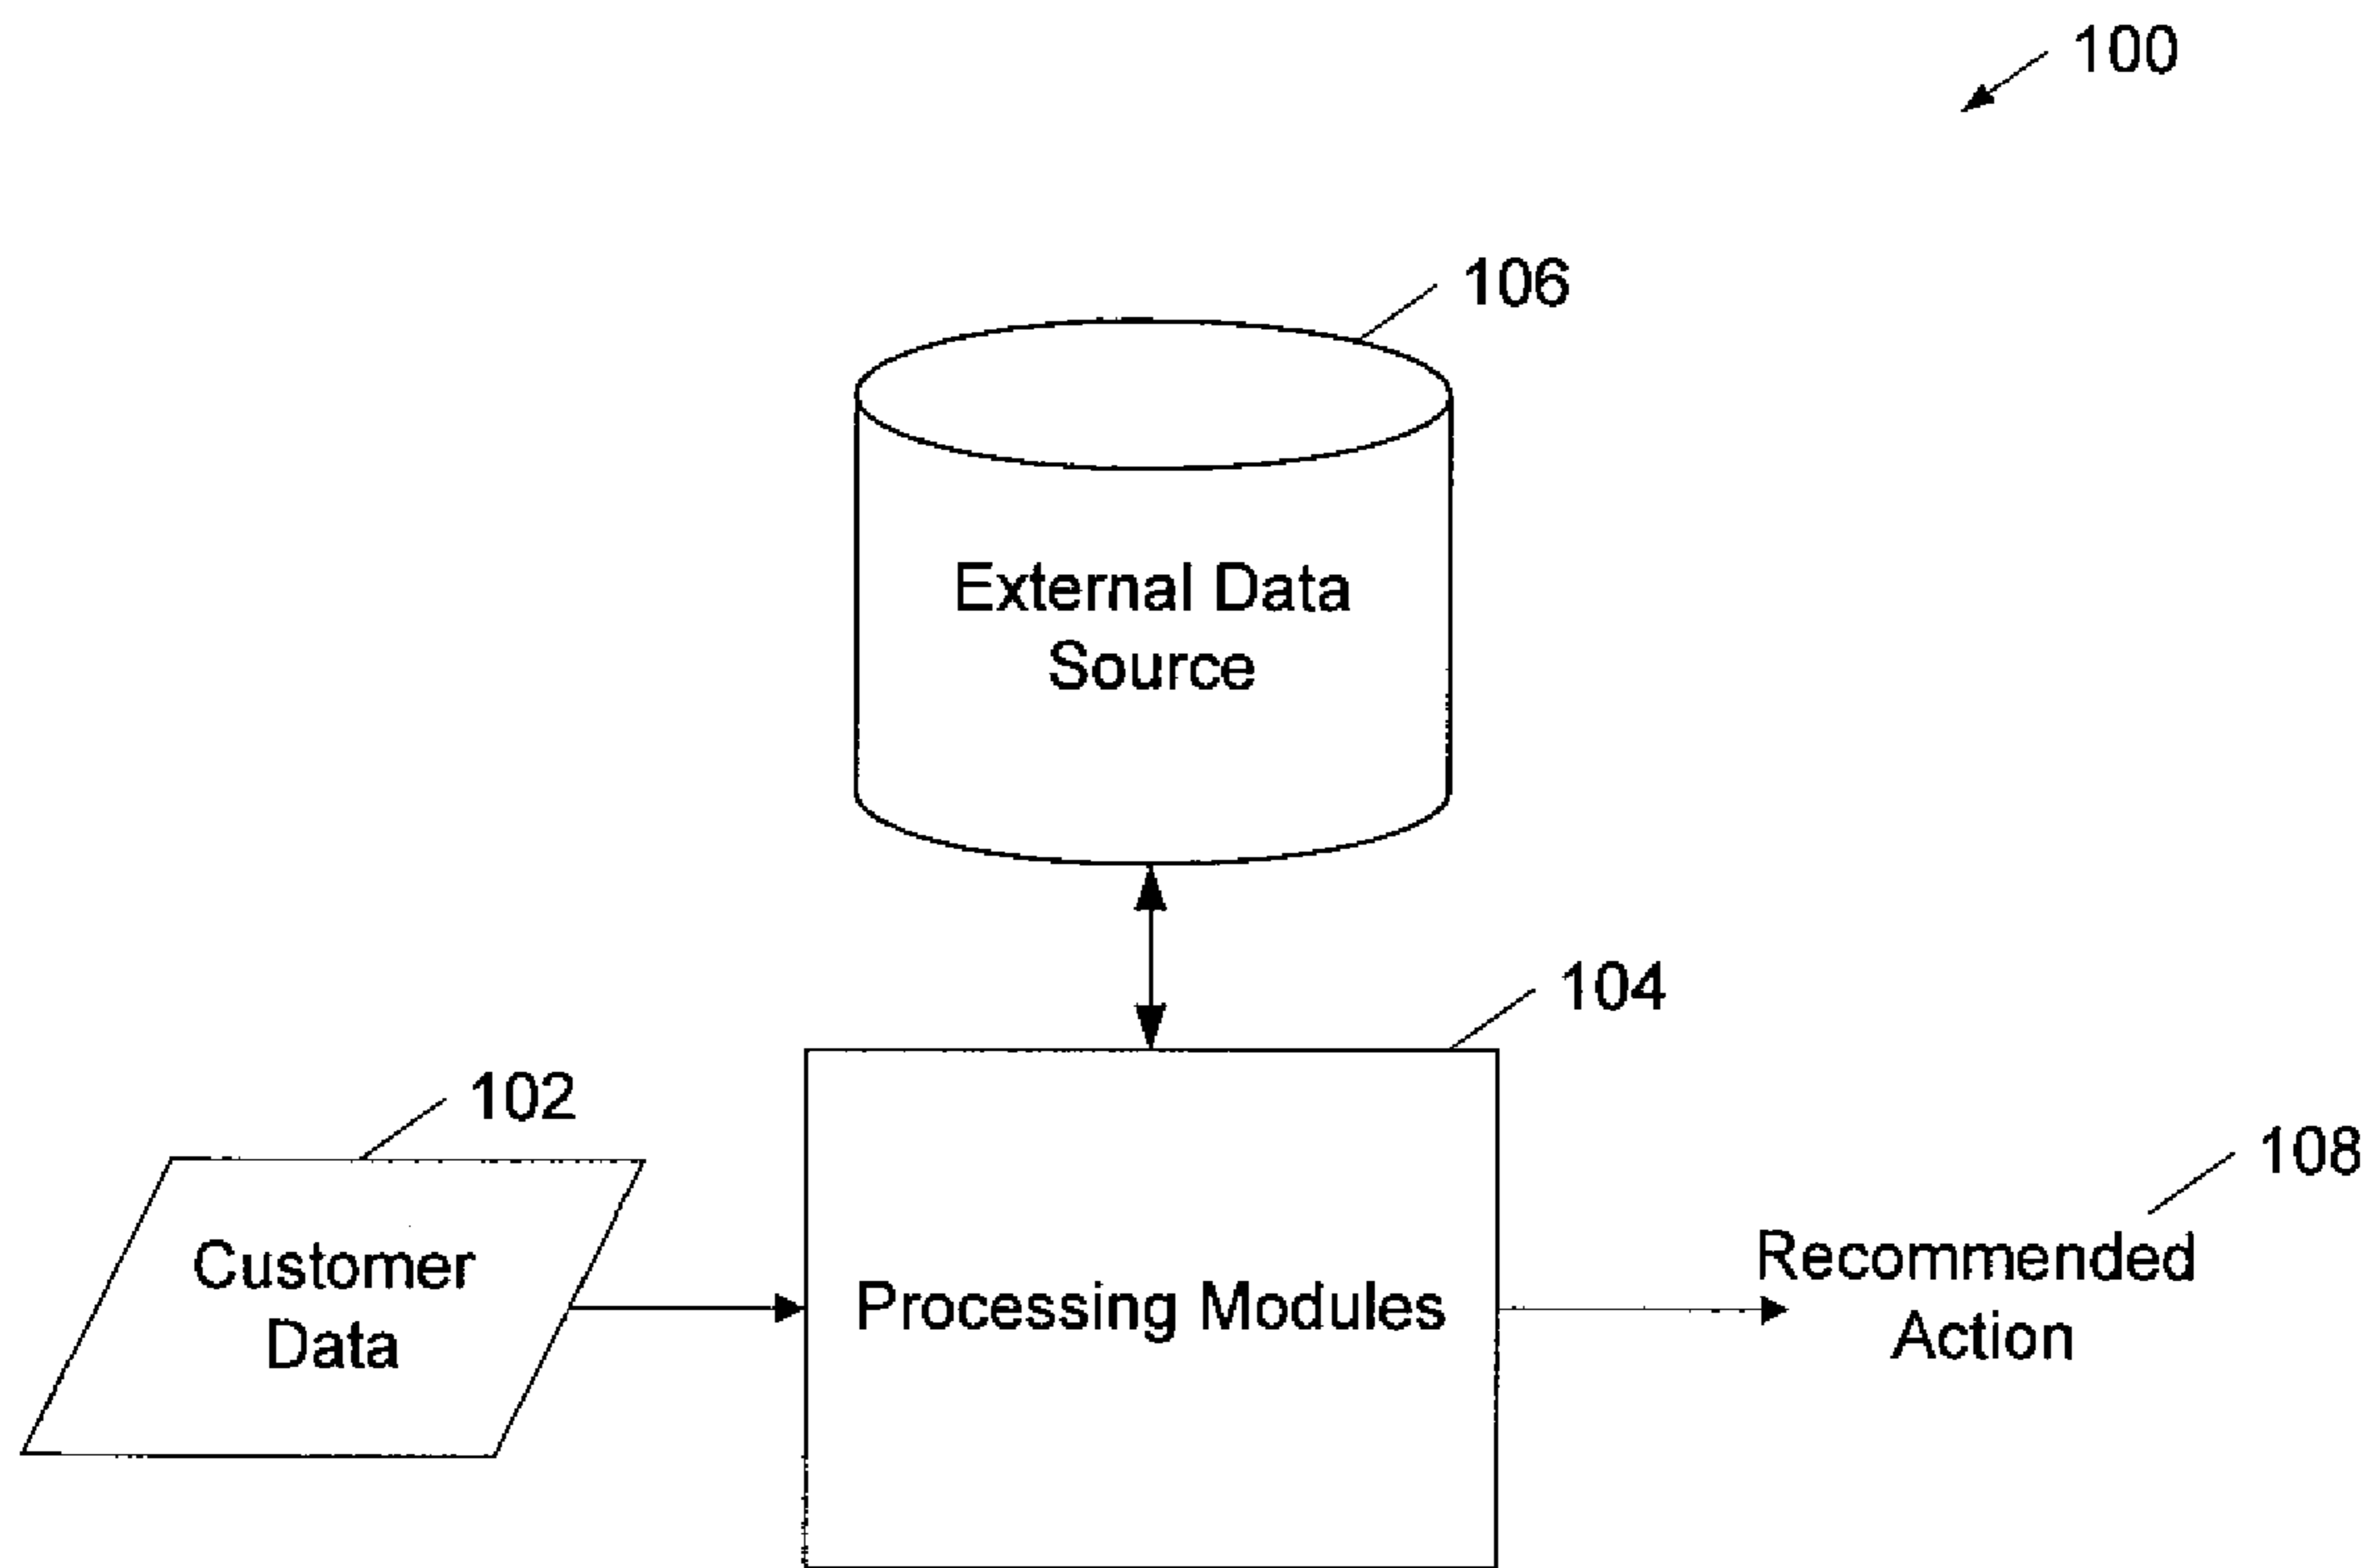 100
106
External Data
Source
104
102
108
Customer
Data
Processing Modules
Recommended
Action